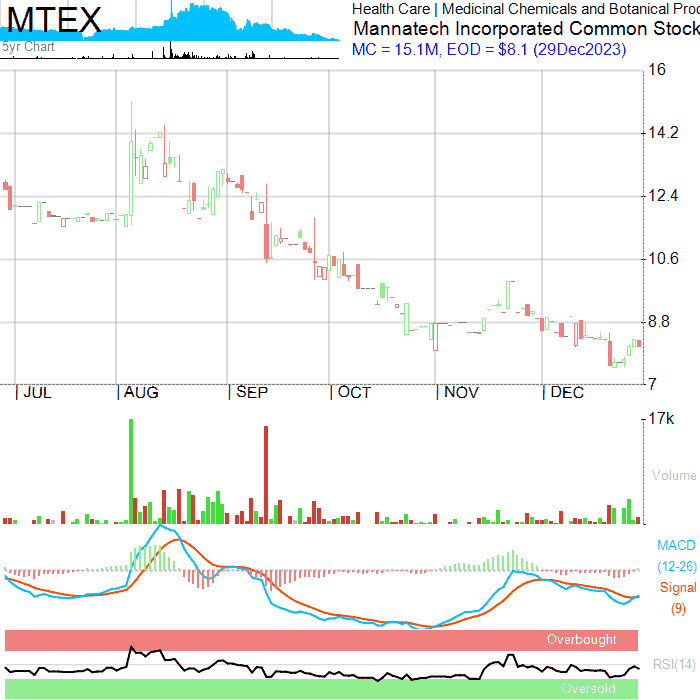 MTEX
5yr Chart
Health Care | Medicinal Chemicals and Botanical Proc
Mannatech Incorporated Common Stock
MC = 15.1M, EOD = $8.1 (29Dec2023)
16
14.2
12.4
10.6
8.8
7
JUL AUG SEP OCT NOV DEC
17k
Volume
MACD
(12-26)
Signal
(9)
Overbought
RSI(14)
Oversold